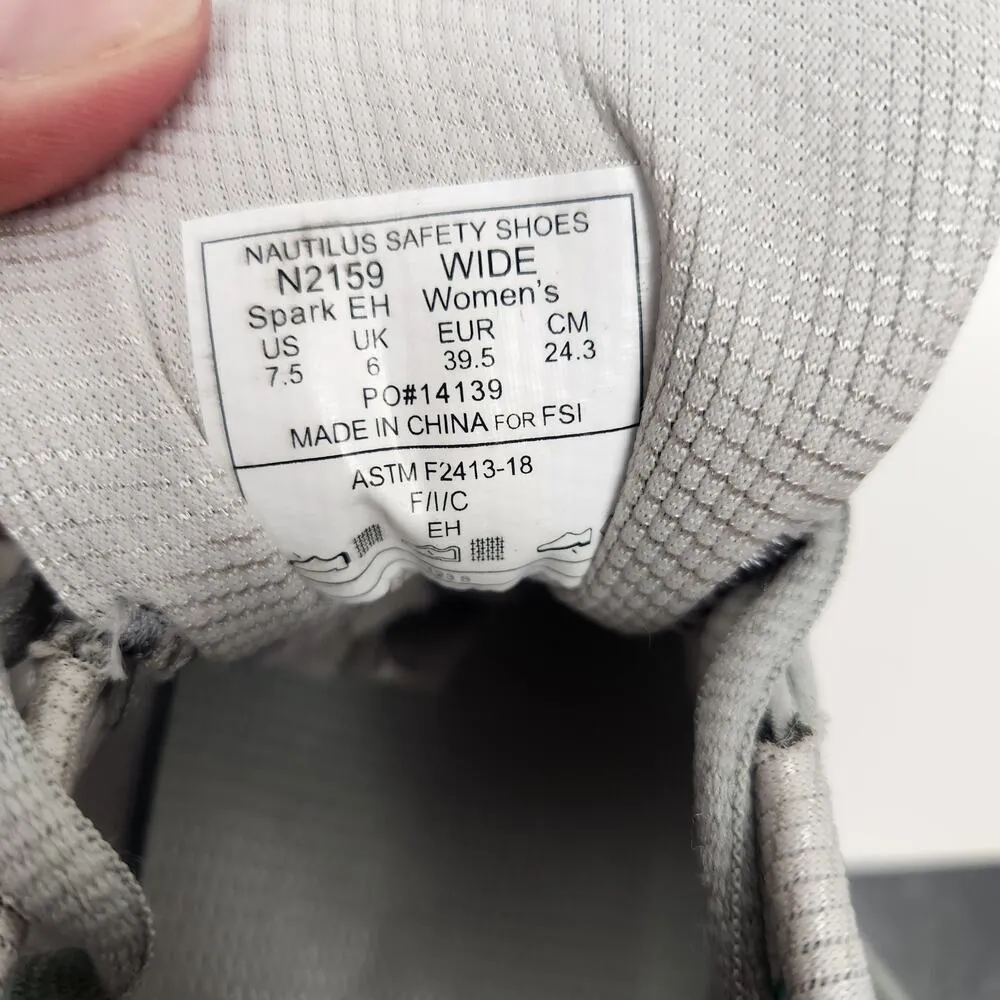 NAUTILUS SAFETY SHOES
N2159 WIDE
Spark EH Women's
US UK EUR CM
7.5 6 39.5 24.3
PO#14139
MADE IN CHINA FOR FSI
ASTM F2413-18
F/I/C
EH